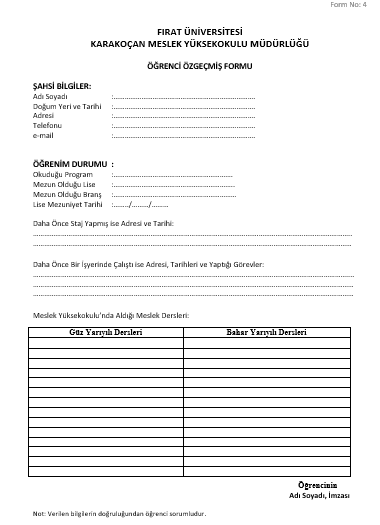 Form No: 4
FIRAT ÜNİVERSİTESİ
KARAKOÇAN MESLEK YÜKSEKOKULU MÜDÜRLÜĞÜ
ÖĞRENCİ ÖZGEÇMİŞ FORMU
ŞAHSİ BİLGİLER:
Adı Soyadı :..........................................................
Doğum Yeri ve Tarihi :..........................................................
Adresi :..........................................................
Telefonu :..........................................................
e-mail :..........................................................
ÖĞRENİM DURUMU :
Okuduğu Program :.................................................
Mezun Olduğu Lise :..................................................
Mezun Olduğu Branş :..................................................
Lise Mezuniyet Tarihi :......./......../........
Daha Önce Staj Yapmış ise Adresi ve Tarihi:
....................................................................................................................................
....................................................................................................................................
Daha Önce Bir İşyerinde Çalıştı ise Adresi, Tarihleri ve Yaptığı Görevler:
....................................................................................................................................
....................................................................................................................................
....................................................................................................................................
Meslek Yüksekokulu'nda Aldığı Meslek Dersleri:
Güz Yarıyılı Dersleri Bahar Yarıyılı Dersleri
Öğrencinin
Adı Soyadı, İmzası
Not: Verilen bilgilerin doğruluğundan öğrenci sorumludur.